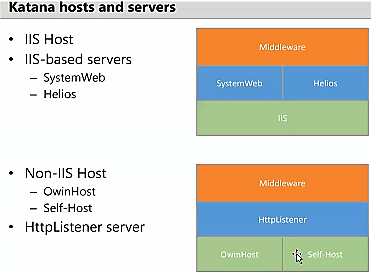 Katana hosts and servers
• IIS Host
• IIS-based servers
– SystemWeb
– Helios
Middleware
SystemWeb Helios
IIS
• Non-IIS Host
– OwinHost
– Self-Host
• HttpListener server
Middleware
HttpListener
OwinHost Self-Host